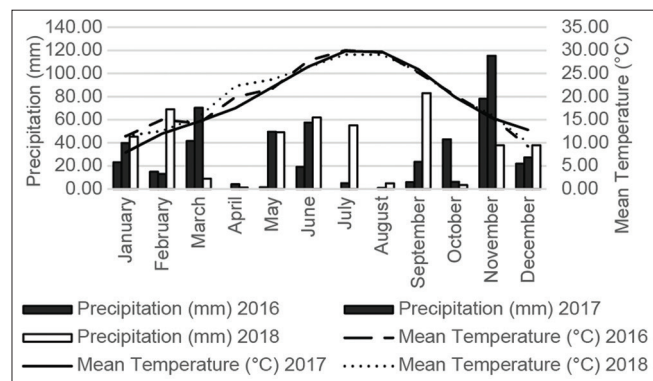 140.00
120.00
100.00
80.00
60.00
40.00
20.00
0.00
Precipitation (mm)
35.00
30.00
25.00
20.00
15.00
10.00
5.00
0.00
Mean Temperature (°C)
January
February
March
April
May
June
July
August
September
October
November
December
Precipitation (mm) 2016
Precipitation (mm) 2017
Precipitation (mm) 2018
Mean Temperature (°C) 2016
Mean Temperature (°C) 2017
Mean Temperature (°C) 2018